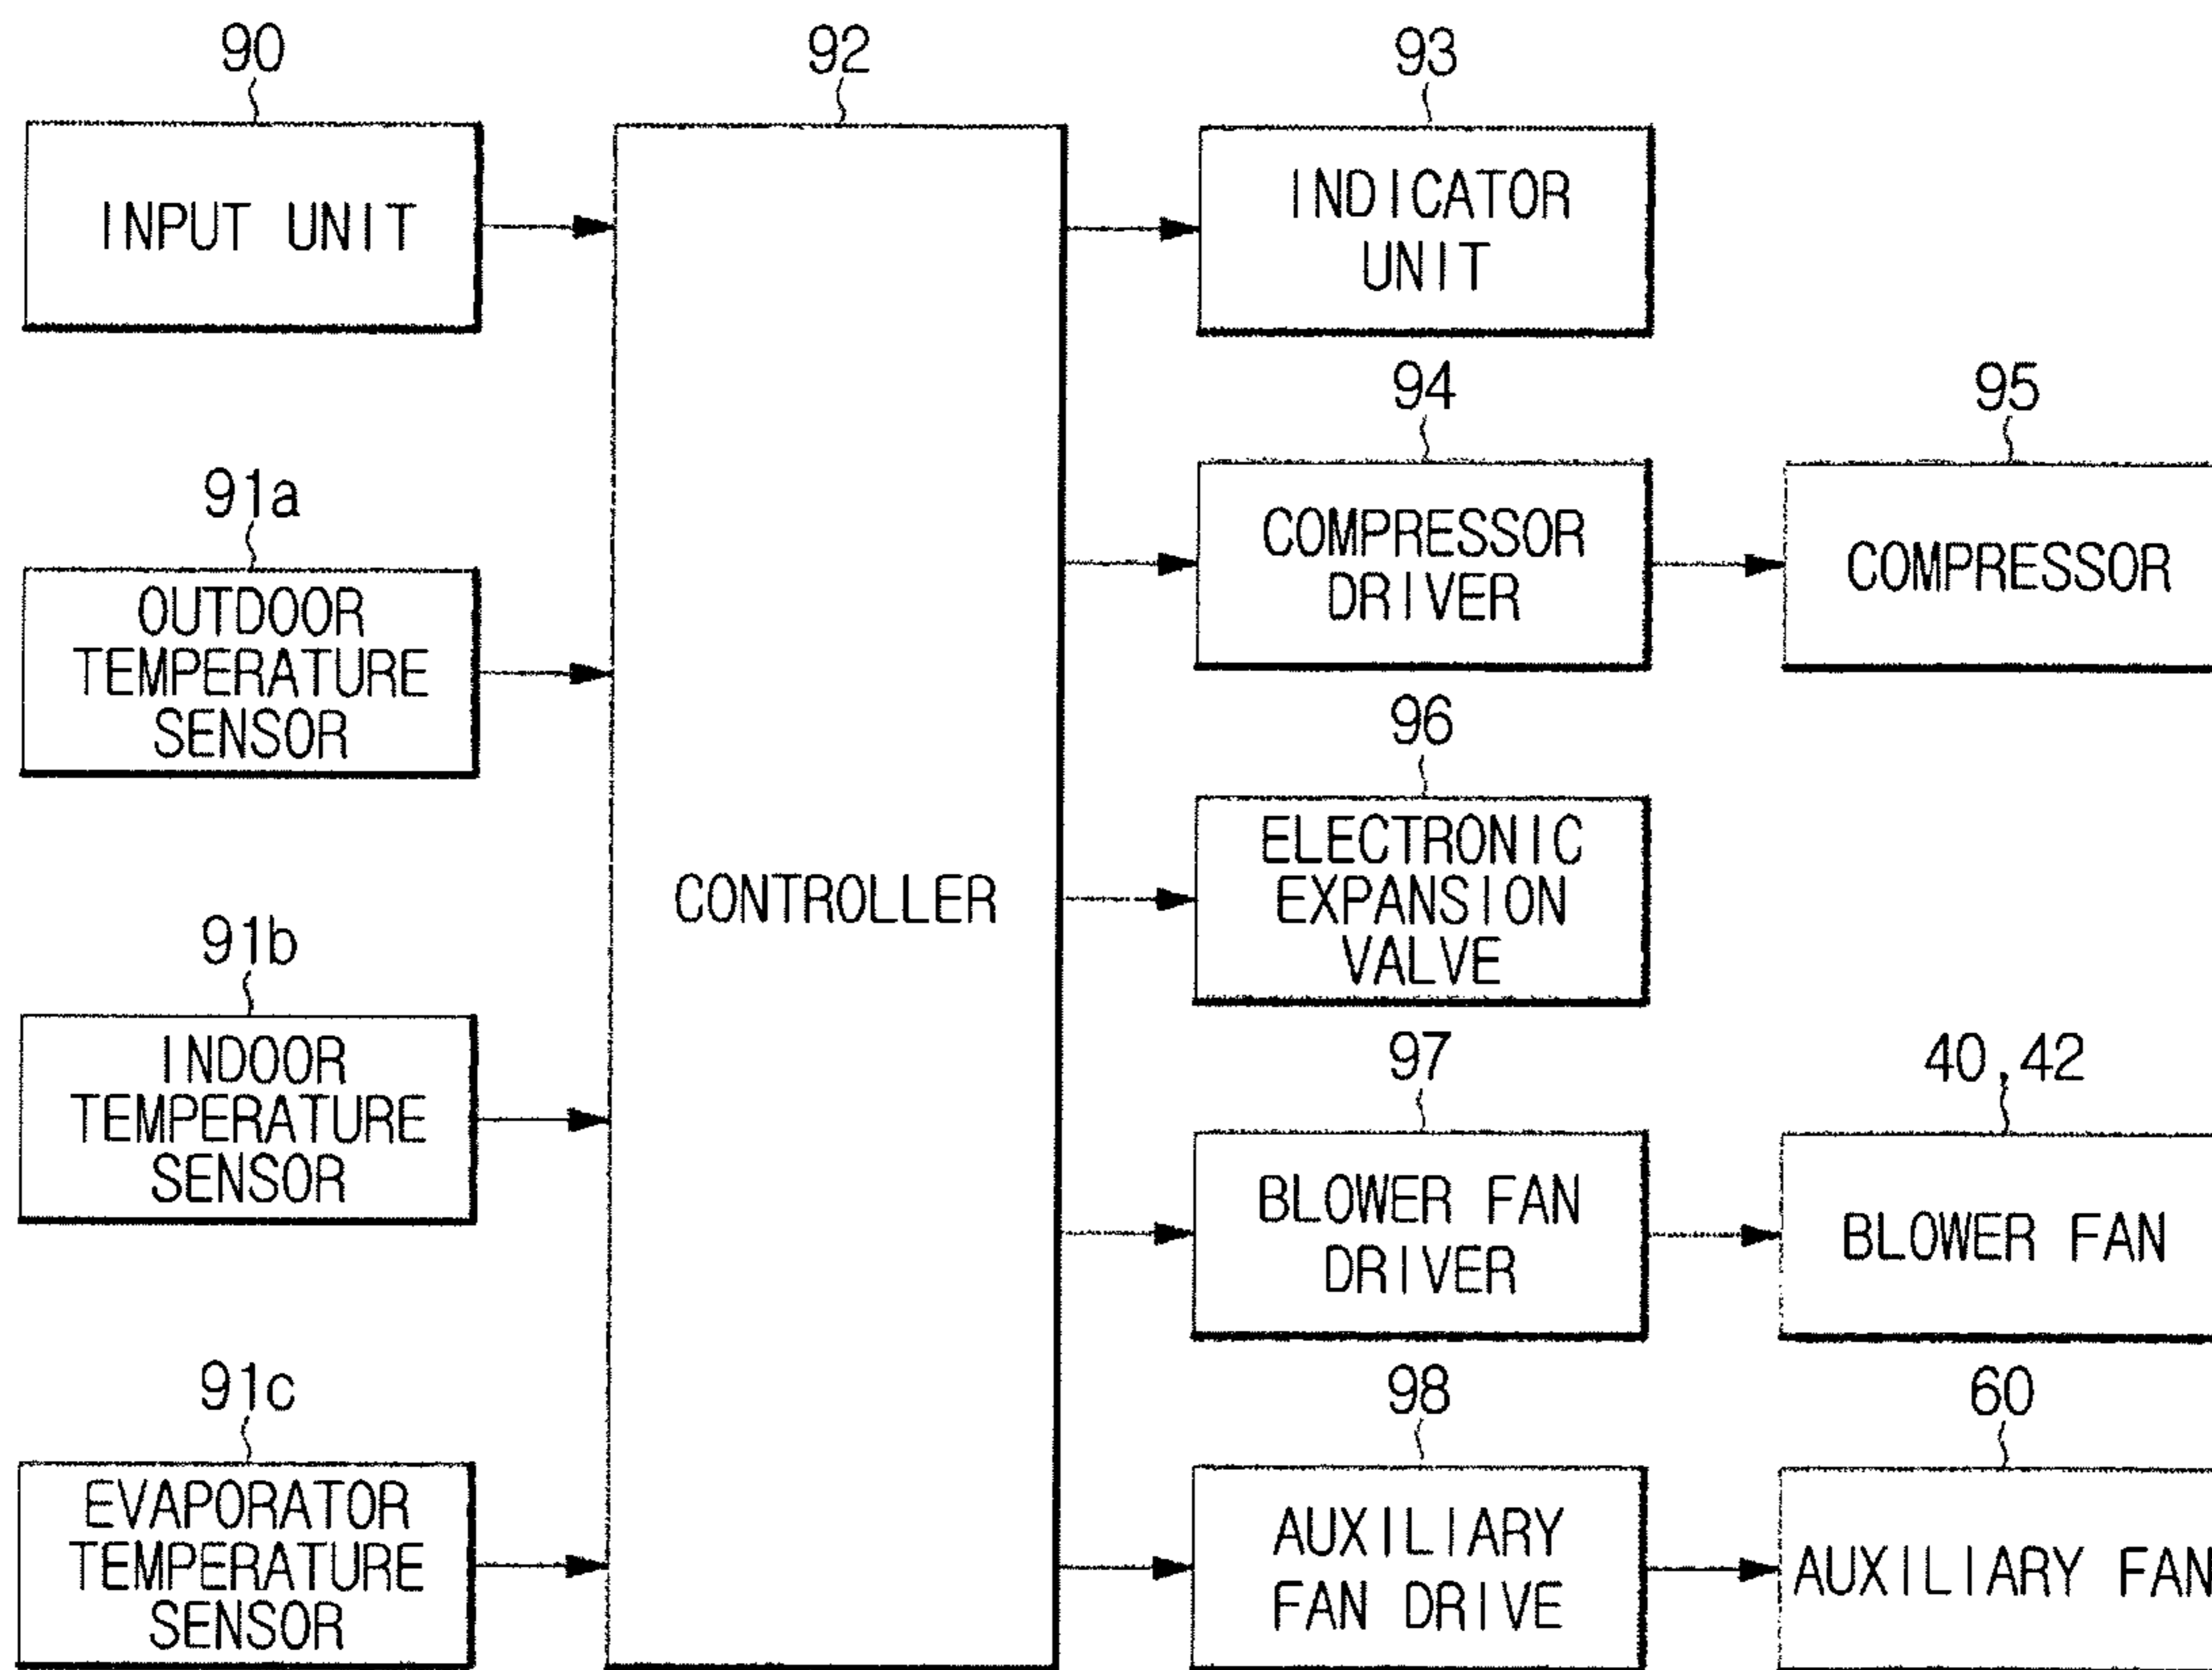 90
INPUT UNIT
91a
OUTDOOR
TEMPERATURE
SENSOR
91b
INDOOR
TEMPERATURE
SENSOR
91c
EVAPORATOR
TEMPERATURE
SENSOR
92
CONTROLLER
93
INDICATOR
UNIT
94
COMPRESSOR
DRIVER
95
COMPRESSOR
96
ELECTRONIC
EXPANSION
VALVE
97
BLOWER FAN
DRIVER
40,42
BLOWER FAN
98
AUXILIARY
FAN DRIVE
60
AUXILIARY FAN